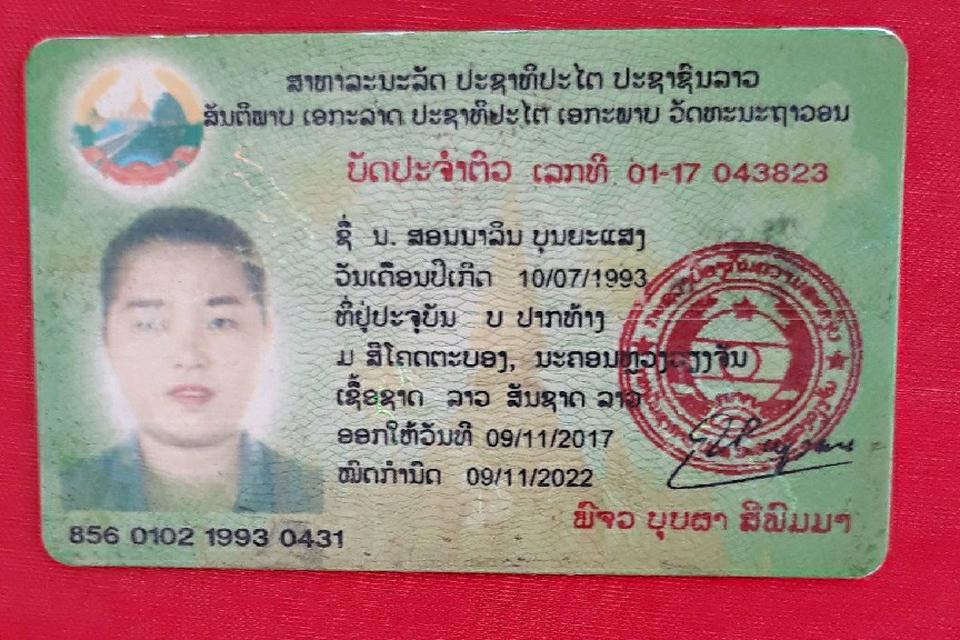 ສາທາລະນະລັດ ປະຊາທິປະໄຕ ປະຊາຊົນລາວ
ສັນຕິພາບ ເອກະລາດ ປະຊາທິປະໄຕ ເອກະພາບ ວັດທະນະຖາວອນ
ບັດປະຈຳຕົວ ເລກທີ 01-17 043823
ຊື່ ນ. ສອນນາລິນ ບຸນຍະແສງ
ວັນເດືອນປີເກີດ 10/07/1993
ທີ່ຢູ່ປະຈຸບັນ ບ ປາກທ້າງ
ມ ສີໂຄດຕະບອງ, ນະຄອນຫຼວງວຽງຈັນ
ເຊື້ອຊາດ ລາວ ສັນຊາດ ລາວ
ອອກໃຫ້ວັນທີ 09/11/2017
ໝົດກຳນົດ 09/11/2022
ພົຈວ ບຸບຜາ ສີພົມມາ
856 0102 1993 0431